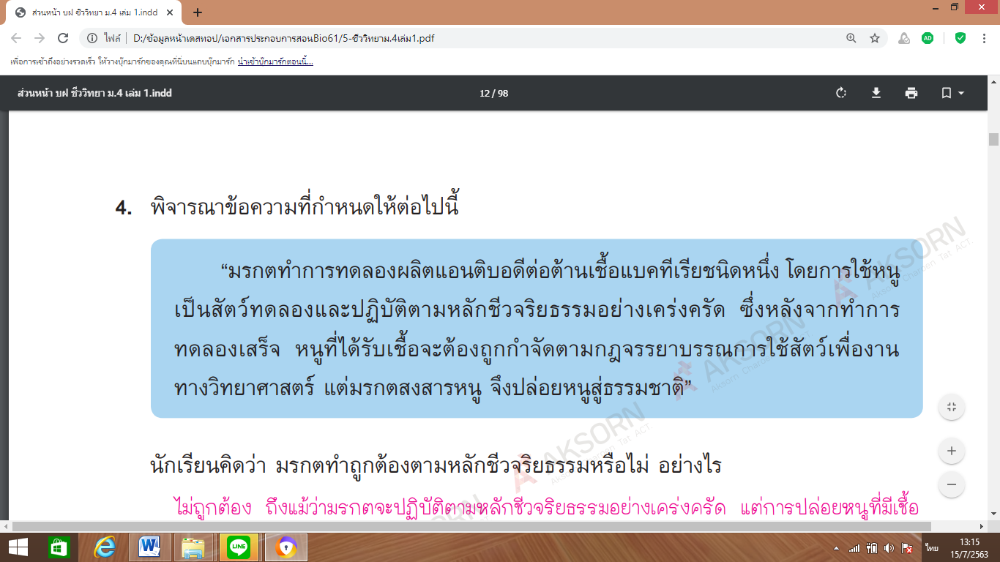 ส่วนหน้า บฝ ชีววิทยา ม.4 เล่ม 1.indd
ไฟล์ D:/ข้อมูลหน้าเดสทอป/เอกสารประกอบการสอนBio61/5-ชีววิทยาม.4เล่ม1.pdf
เพื่อการเข้าถึงอย่างรวดเร็ว ให้วางบุ๊กมาร์กของคุณที่นี่บนแถบบุ๊กมาร์ก นำเข้าบุ๊กมาร์กตอนนี้...
ส่วนหน้า บฝ ชีววิทยา ม.4 เล่ม 1.indd 12 / 98
4. พิจารณาข้อความที่กำหนดให้ต่อไปนี้
“มรกตทำการทดลองผลิตแอนติบอดีต่อต้านเชื้อแบคทีเรียชนิดหนึ่ง โดยการใช้หนู
เป็นสัตว์ทดลองและปฏิบัติตามหลักชีวจริยธรรมอย่างเคร่งครัด ซึ่งหลังจากทำการ
ทดลองเสร็จ หนูที่ได้รับเชื้อจะต้องถูกกำจัดตามกฎจรรยาบรรณการใช้สัตว์เพื่องาน
ทางวิทยาศาสตร์ แต่มรกตสงสารหนู จึงปล่อยหนูสู่ธรรมชาติ”
นักเรียนคิดว่า มรกตทำถูกต้องตามหลักชีวจริยธรรมหรือไม่ อย่างไร
ไม่ถูกต้อง ถึงแม้ว่ามรกตจะปฏิบัติตามหลักชีวจริยธรรมอย่างเคร่งครัด แต่การปล่อยหนูที่มีเชื้อ
AKSORN
Aksorn Charoen Tat ACT.
AKSORN
Aksorn Charoen Tat ACT.
AKSORN
Aksorn Charoen Tat ACT.
LINE
ไทย
13:15
15/7/2563